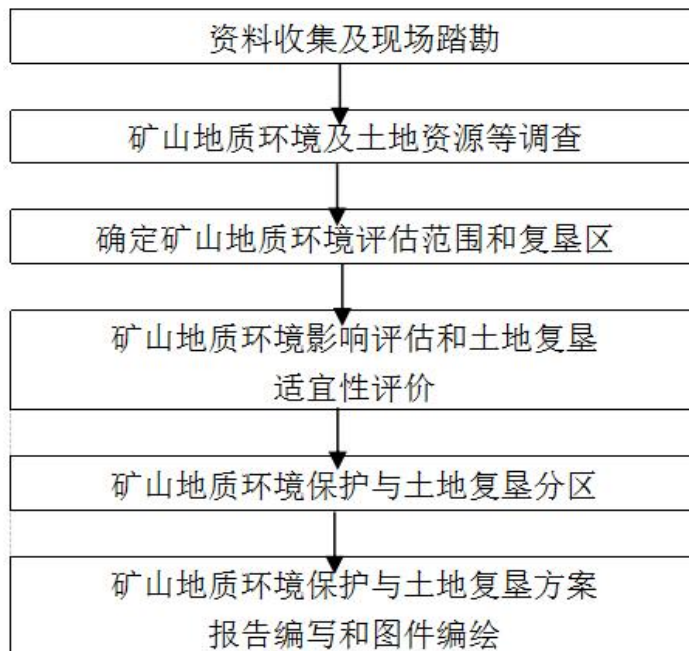 资料收集及现场踏勘
矿山地质环境及土地资源等调查
确定矿山地质环境评估范围和复垦区
矿山地质环境影响评估和土地复垦
适宜性评价
矿山地质环境保护与土地复垦分区
矿山地质环境保护与土地复垦方案
报告编写和图件编绘